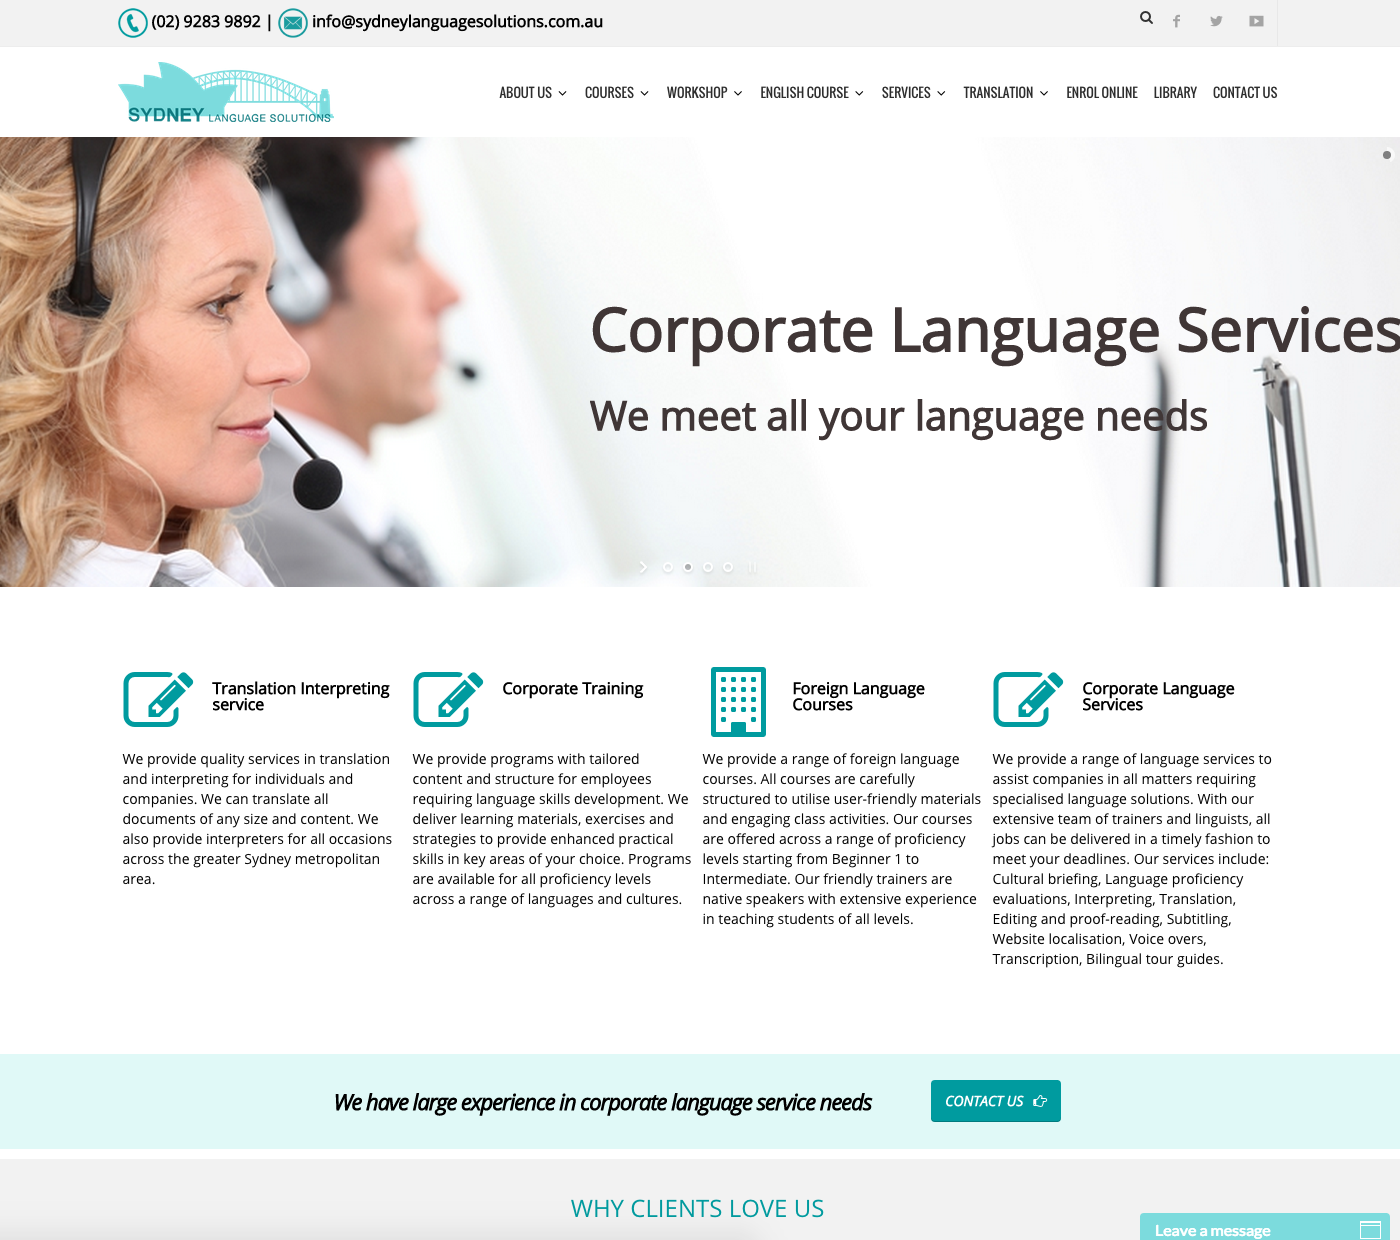 (02) 9283 9892 | info@sydneylanguagesolutions.com.au
SYDNEY LANGUAGE SOLUTIONS
ABOUT US COURSES WORKSHOP ENGLISH COURSE SERVICES TRANSLATION ENROL ONLINE LIBRARY CONTACT US
Corporate Language Services
We meet all your language needs
Translation Interpreting
service
We provide quality services in translation
and interpreting for individuals and
companies. We can translate all
documents of any size and content. We
also provide interpreters for all occasions
across the greater Sydney metropolitan
area.
Corporate Training
We provide programs with tailored
content and structure for employees
requiring language skills development. We
deliver learning materials, exercises and
strategies to provide enhanced practical
skills in key areas of your choice. Programs
are available for all proficiency levels
across a range of languages and cultures.
Foreign Language
Courses
We provide a range of foreign language
courses. All courses are carefully
structured to utilise user-friendly materials
and engaging class activities. Our courses
are offered across a range of proficiency
levels starting from Beginner 1 to
Intermediate. Our friendly trainers are
native speakers with extensive experience
in teaching students of all levels.
Corporate Language
Services
We provide a range of language services to
assist companies in all matters requiring
specialised language solutions. With our
extensive team of trainers and linguists, all
jobs can be delivered in a timely fashion to
meet your deadlines. Our services include:
Cultural briefing, Language proficiency
evaluations, Interpreting, Translation,
Editing and proof-reading, Subtitling,
Website localisation, Voice overs,
Transcription, Bilingual tour guides.
We have large experience in corporate language service needs
CONTACT US
WHY CLIENTS LOVE US
Leave a message